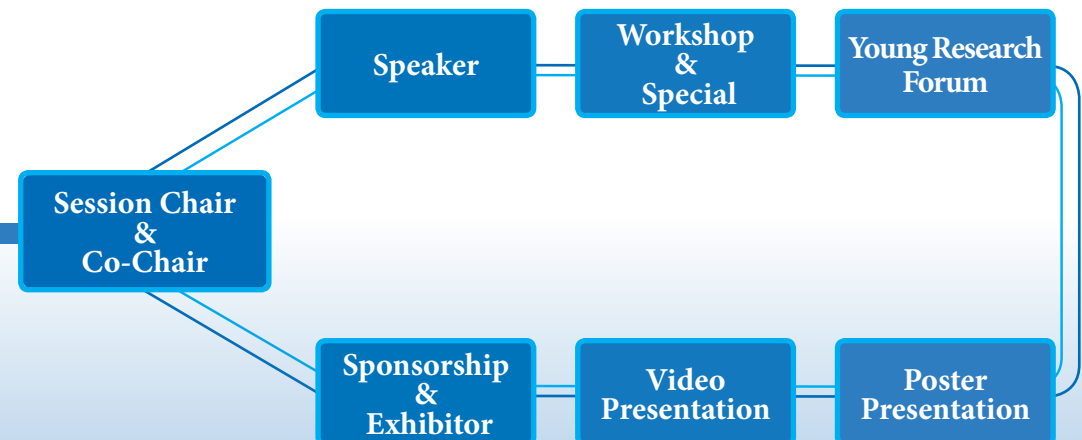 Speaker
Workshop
&
Special
Young Research
Forum
Session Chair
&
Co-Chair
Sponsorship
&
Exhibitor
Video
Presentation
Poster
Presentation